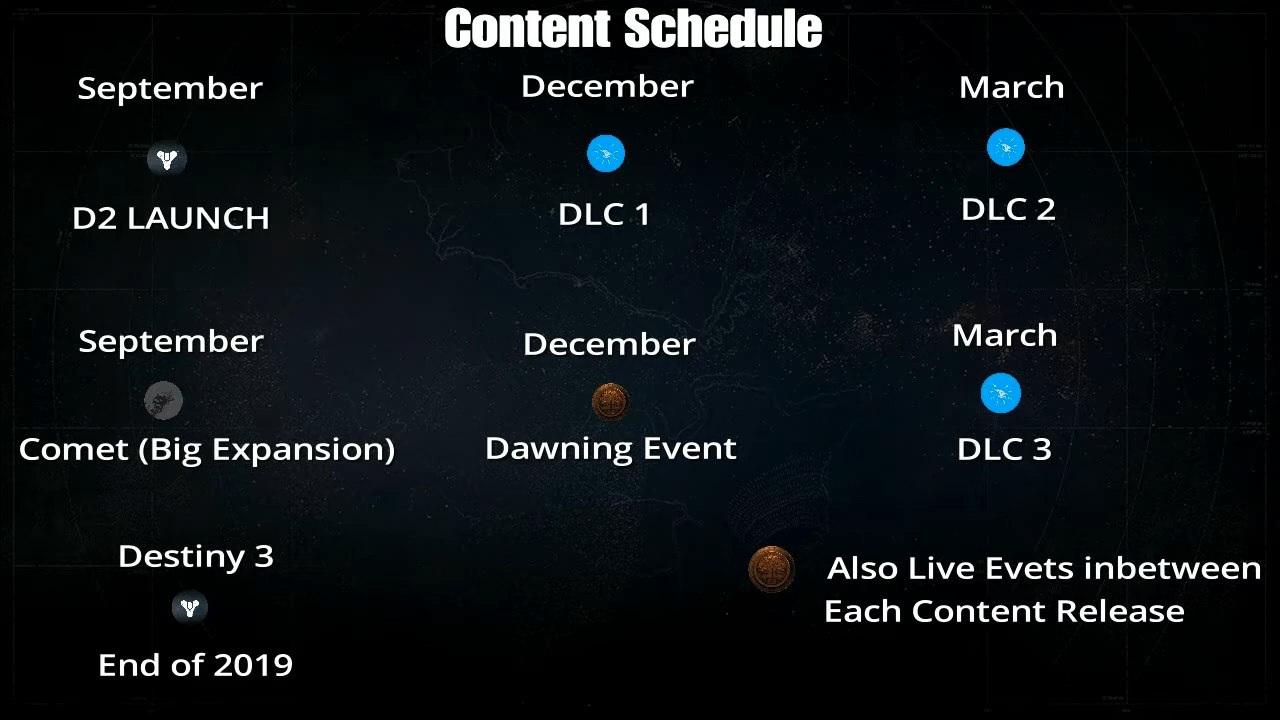 Content Schedule
September
December
March
D2 LAUNCH
DLC 1
DLC 2
September
December
March
Comet (Big Expansion)
Dawning Event
DLC 3
Destiny 3
End of 2019
Also Live Evets inbetween
Each Content Release